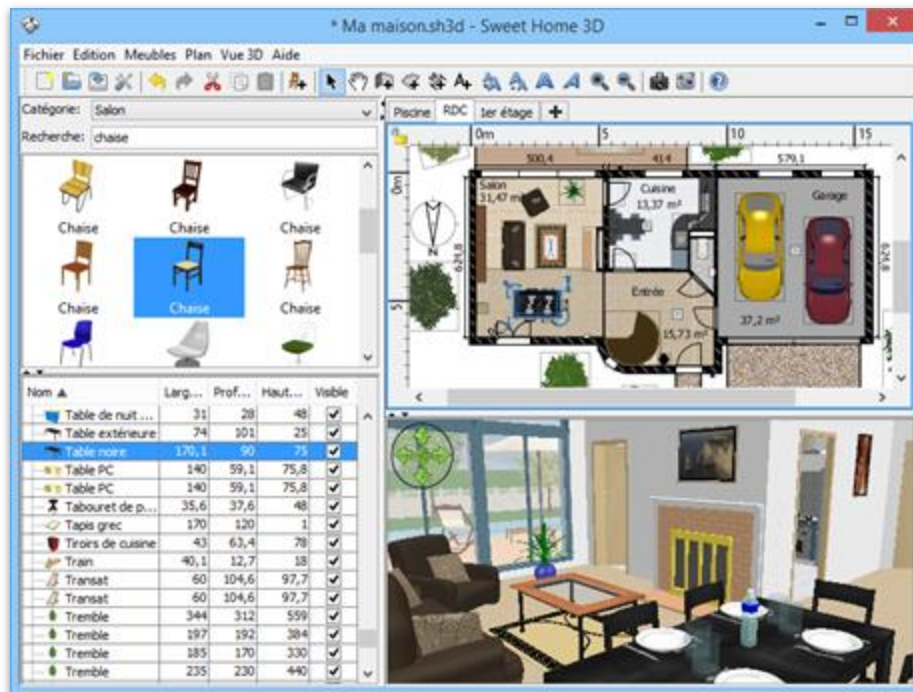 * Ma maison.sh3d - Sweet Home 3D
Fichier Edition Meubles Plan Vue 3D Aide
Catégorie: Salon
Recherche: chaise
Chaise Chaise Chaise
Chaise Chaise Chaise
Nom Larg... Prof... Haut... Visible
Table de nuit ... 31 28 48
Table extérieure 74 101 25
Table noire 170,1 90 75
Table PC 140 59,1 75,8
Table PC 140 59,1 75,8
Tabouret de p... 35,6 37,6 48
Tapis grec 170 120 1
Tiroirs de cuisine 43 63,4 78
Train 40,1 12,7 18
Transat 60 104,6 97,7
Transat 60 104,6 97,7
Tremble 344 312 559
Tremble 197 192 384
Tremble 185 170 330
Tremble 235 230 440
Piscine RDC 1er étage
0m 5 10 15
0m
5
500,4 414 579,1
Salon
31,47 m²
Cuisine
13,37 m²
Garage
37,2 m²
Entrée
15,73 m²
624,8
624,8
N